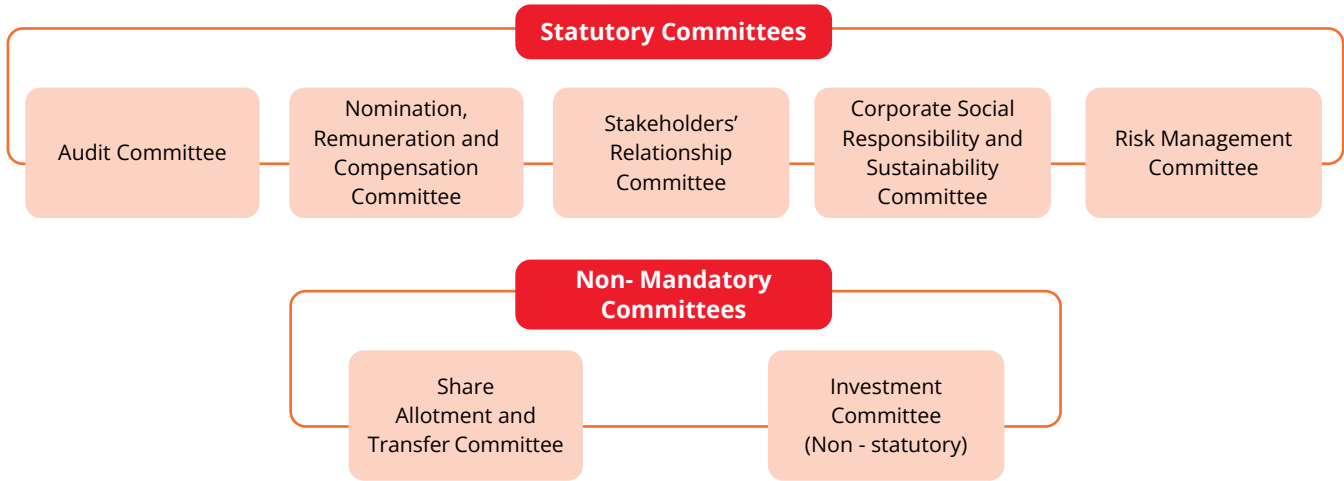 Statutory Committees
Audit Committee
Nomination,
Remuneration and
Compensation
Committee
Stakeholders’
Relationship
Committee
Corporate Social
Responsibility and
Sustainability
Committee
Risk Management
Committee
Non- Mandatory
Committees
Share
Allotment and
Transfer Committee
Investment
Committee
(Non - statutory)